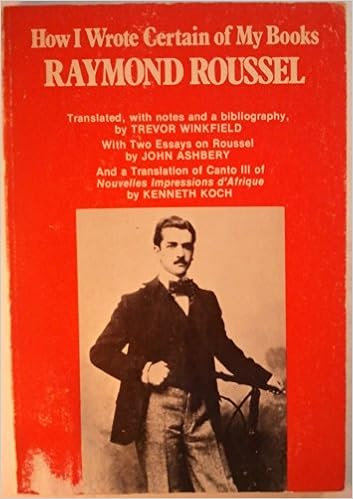 How I Wrote Certain of My Books
RAYMOND ROUSSEL
Translated, with notes and a bibliography,
by TREVOR WINKFIELD
With Two Essays on Roussel
by JOHN ASHBERY
And a Translation of Canto III of
Nouvelles Impressions d'Afrique
by KENNETH KOCH